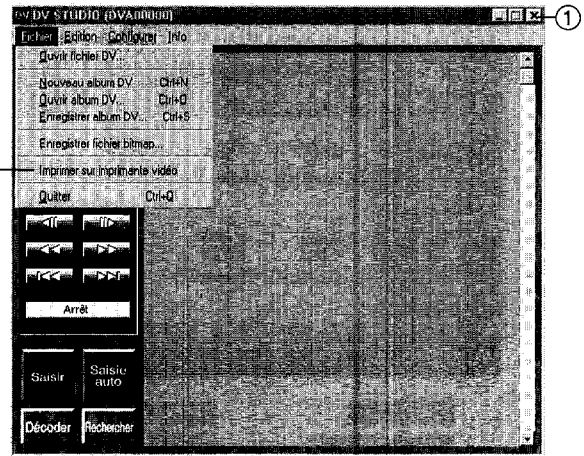 DV DV STUDIO (DVA00000)
①
Fichier Edition Configurer Info
Ouvrir fichier DV...
Nouveau album DV Ctrl+N
Ouvrir album DV... Ctrl+O
Enregistrer album DV... Ctrl+S
Enregistrer fichier bitmap...
Imprimer sur imprimante vidéo
Quitter Ctrl+Q
Arrêt
Saisir
Saisie auto
Décoder
Rechercher